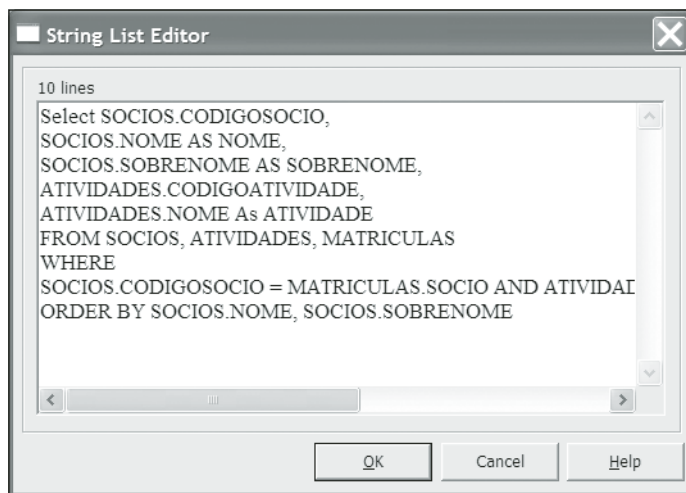 String List Editor
10 lines
Select SOCIOS.CODIGOSOCIO,
SOCIOS.NOME AS NOME,
SOCIOS.SOBRENOME AS SOBRENOME,
ATIVIDADES.CODIGOATIVIDADE,
ATIVIDADES.NOME As ATIVIDADE
FROM SOCIOS, ATIVIDADES, MATRICULAS
WHERE
SOCIOS.CODIGOSOCIO = MATRICULAS.SOCIO AND ATIVIDAD
ORDER BY SOCIOS.NOME, SOCIOS.SOBRENOME
OK Cancel Help